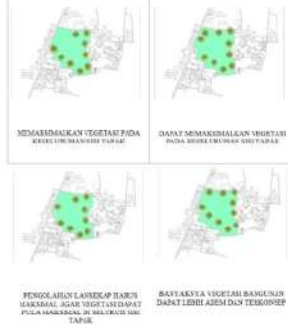 MEMAKSIMALKAN VEGETASI PADA
KESELURUHAN SISI TAPAK
DAPAT MEMAKSIMALKAN VEGETASI
PADA KESELURUHAN SISI TAPAK
PENGOLAHAN LANSEKAP HARUS
MAKSIMAL AGAR VEGETASI DAPAT
PULA MAKSIMAL DI SELURUH SISI
TAPAK
BANYAKNYA VEGETASI BANGUNAN
DAPAT LEBIH ADEM DAN TERKONSEP